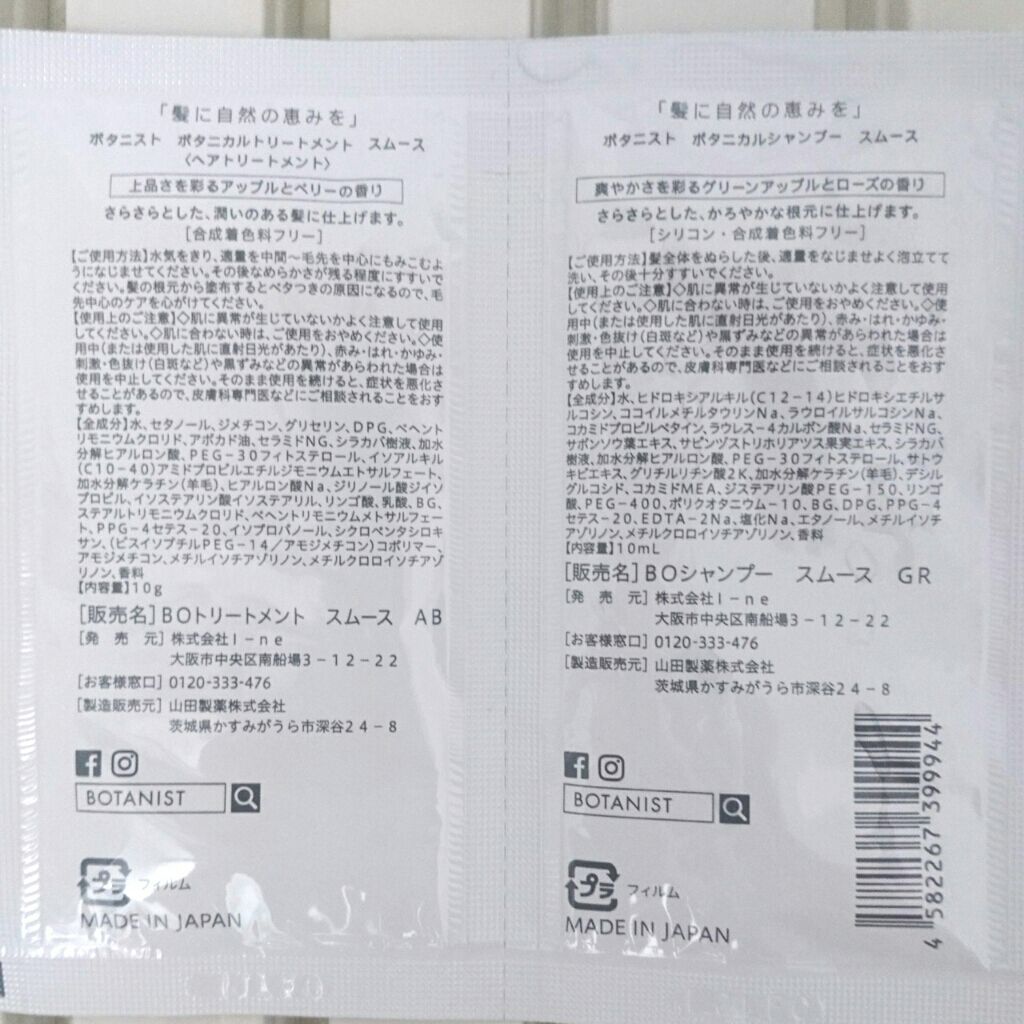 「髪に自然の恵みを」
ボタニスト ボタニカルトリートメント スムース
〈ヘアトリートメント〉
上品さを彩るアップルとベリーの香り
さらさらとした、潤いのある髪に仕上げます。
[合成着色料フリー]
【ご使用方法】水気をきり、適量を中間〜毛先を中心にもみこむよ
うになじませてください。その後なめらかさが残る程度にすすいで
ください。髪の根元から塗布するとベタつきの原因になるので、毛
先中心のケアを心がけてください。
【使用上のご注意】◇肌に異常が生じていないかよく注意して使用
してください。◇肌に合わない時は、ご使用をおやめください。◇使
用中(または使用した肌に直射日光があたり)、赤み・はれ・かゆみ・
刺激・色抜け(白斑など)や黒ずみなどの異常があらわれた場合は
使用を中止してください。そのまま使用を続けると、症状を悪化さ
せることがあるので、皮膚科専門医などにご相談されることをおす
すめします。
【全成分】水、セタノール、ジメチコン、グリセリン、DPG、ベヘント
リモニウムクロリド、アボカド油、セラミドNG、シラカバ樹液、加水
分解ヒアルロン酸、PEG-30フィトステロール、イソアルキル
(C10-40)アミドプロピルエチルジモニウムエトサルフェート、
加水分解ケラチン(羊毛)、ヒアルロン酸Na、ジリノール酸ジイソ
プロピル、イソステアリン酸イソステアリル、リンゴ酸、乳酸、BG、
ステアルトリモニウムクロリド、ベヘントリモニウムメトサルフェー
ト、PPG-4セテス-20、イソプロパノール、シクロペンタシロキ
サン、(ビスイソブチルPEG-14/アモジメチコン)コポリマー、
アモジメチコン、メチルイソチアゾリノン、メチルクロロイソチアゾ
リノン、香料
【内容量】10g
[販売名]BOトリートメント スムース AB
[発売元]株式会社I-ne
大阪市中央区南船場3-12-22
[お客様窓口]0120-333-476
[製造販売元]山田製薬株式会社
茨城県かすみがうら市深谷24-8
BOTANIST
プラ フィルム
MADE IN JAPAN
「髪に自然の恵みを」
ボタニスト ボタニカルシャンプー スムース
爽やかさを彩るグリーンアップルとローズの香り
さらさらとした、かろやかな根元に仕上げます。
[シリコン・合成着色料フリー]
【ご使用方法】髪全体をぬらした後、適量をなじませよく泡立てて
洗い、その後十分すすいでください。
【使用上のご注意】◇肌に異常が生じていないかよく注意して使用
してください。◇肌に合わない時は、ご使用をおやめください。◇使
用中(または使用した肌に直射日光があたり)、赤み・はれ・かゆみ・
刺激・色抜け(白斑など)や黒ずみなどの異常があらわれた場合は
使用を中止してください。そのまま使用を続けると、症状を悪化さ
せることがあるので、皮膚科専門医などにご相談されることをおす
すめします。
【全成分】水、ヒドロキシアルキル(C12-14)ヒドロキシエチルサ
ルコシン、ココイルメチルタウリンNa、ラウロイルサルコシンNa、
コカミドプロピルベタイン、ラウレス-4カルボン酸Na、セラミドNG、
サボンソウ葉エキス、サピンヅストリホリアツス果実エキス、シラカバ
樹液、加水分解ヒアルロン酸、PEG-30フィトステロール、サトウ
キビエキス、グリチルリチン酸2K、加水分解ケラチン(羊毛)、デシル
グルコシド、コカミドMEA、ジステアリン酸PEG-150、リンゴ
酸、PEG-400、ポリクオタニウム-10、BG、DPG、PPG-4
セテス-20、EDTA-2Na、塩化Na、エタノール、メチルイソチ
アゾリノン、メチルクロロイソチアゾリノン、香料
【内容量】10mL
[販売名]BOシャンプー スムース GR
[発売元]株式会社I-ne
大阪市中央区南船場3-12-22
[お客様窓口]0120-333-476
[製造販売元]山田製薬株式会社
茨城県かすみがうら市深谷24-8
BOTANIST
プラ フィルム
MADE IN JAPAN
4 582267 399944